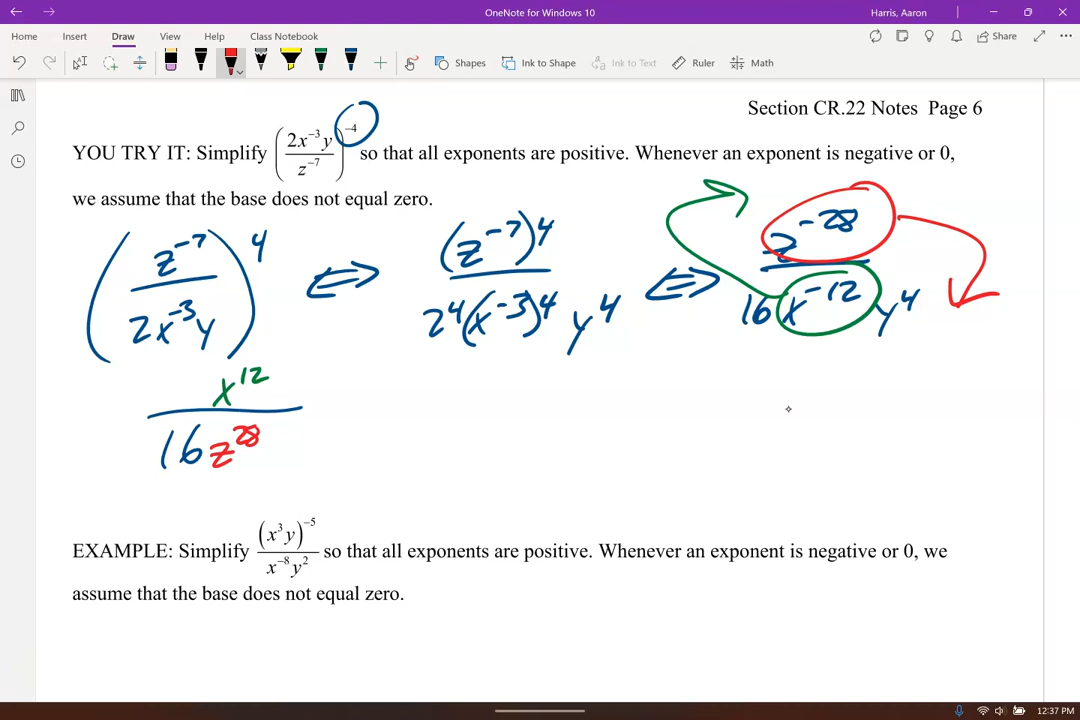 OneNote for Windows 10
Harris, Aaron
Home Insert Draw View Help Class Notebook
Share
Shapes Ink to Shape Ink to Text Ruler Math
Section CR.22 Notes Page 6
YOU TRY IT: Simplify (2x⁻³y / z⁻⁷)⁻⁴ so that all exponents are positive. Whenever an exponent is negative or 0,
we assume that the base does not equal zero.
(z⁻⁷ / 2x⁻³y)⁴ ⟺ (z⁻⁷)⁴ / 2⁴(x⁻³)⁴ y⁴ ⟺ z⁻²⁸ / 16x⁻¹²y⁴
x¹² / 16z²⁸
EXAMPLE: Simplify (x³y)⁻⁵ / x⁻⁸y² so that all exponents are positive. Whenever an exponent is negative or 0, we
assume that the base does not equal zero.
12:37 PM